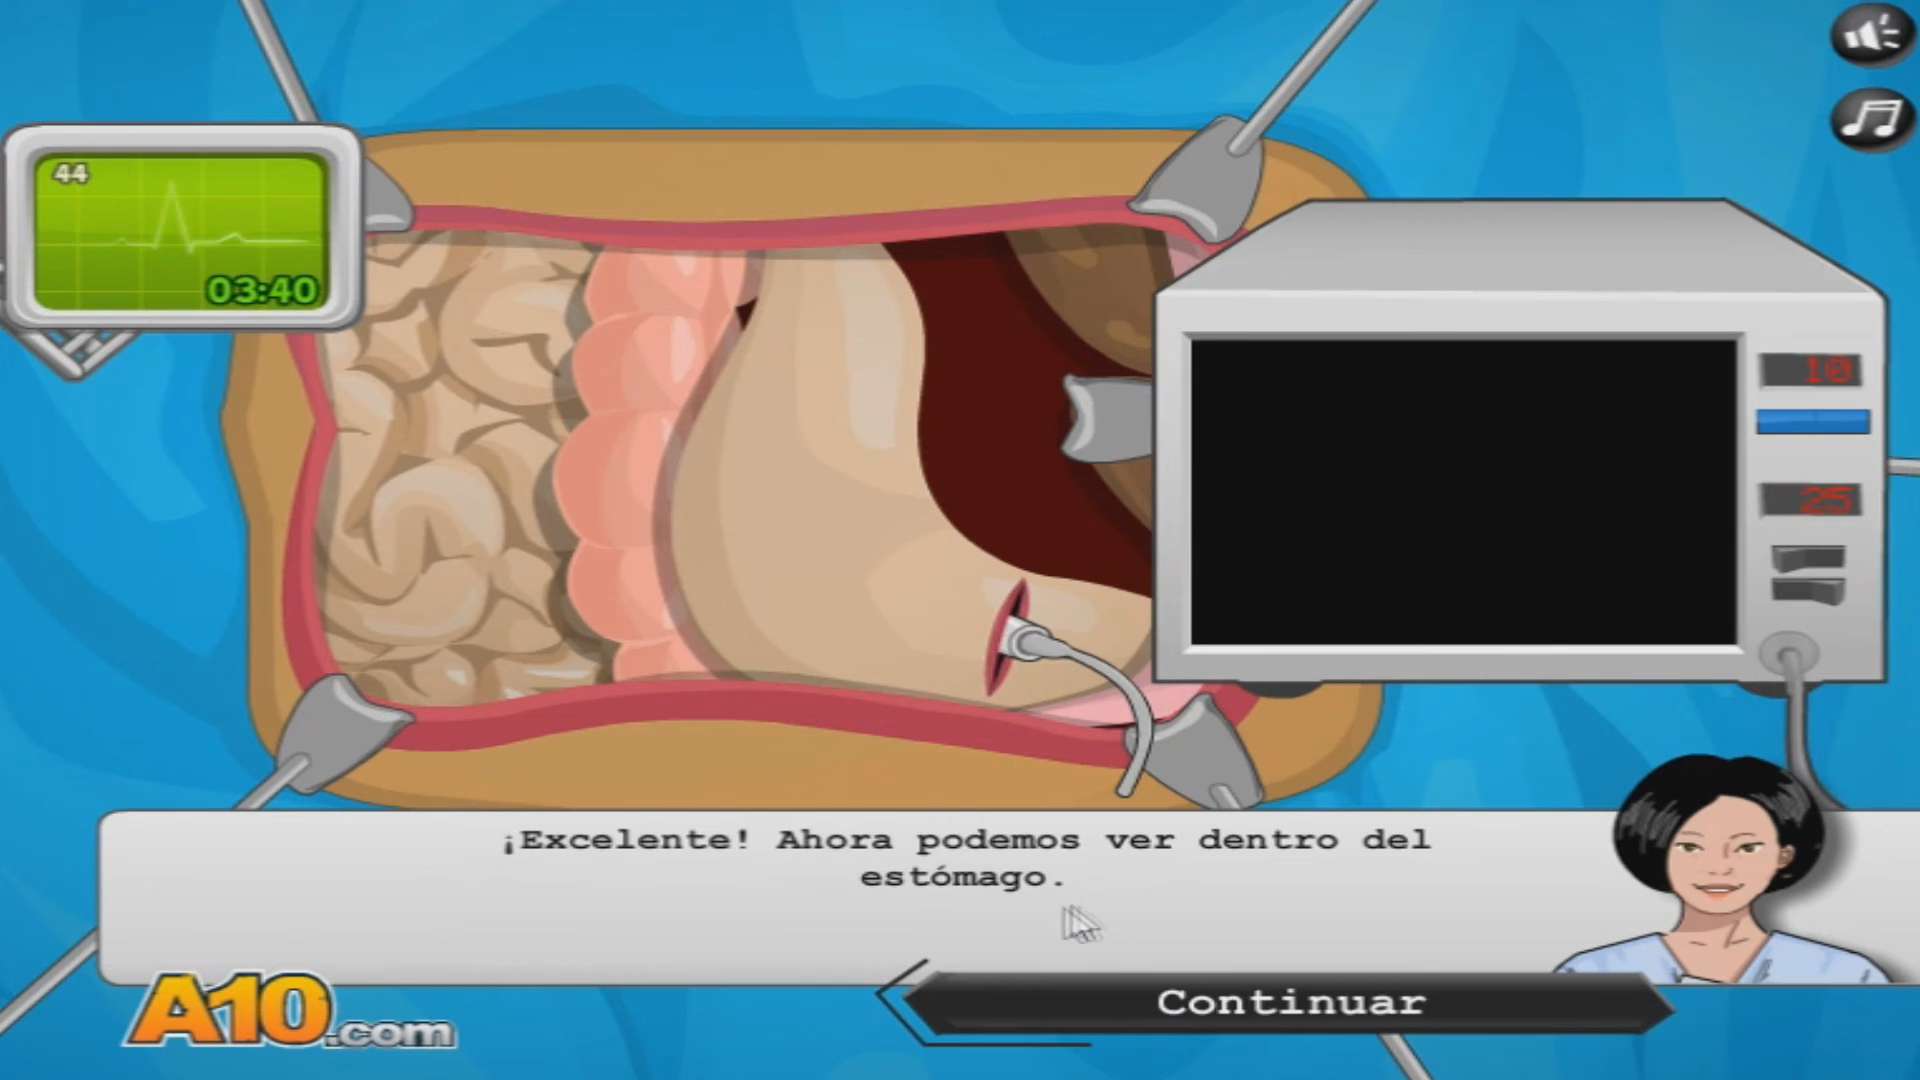 44
03:40
10
25
¡Excelente! Ahora podemos ver dentro del
estómago.
Continuar
A10.com